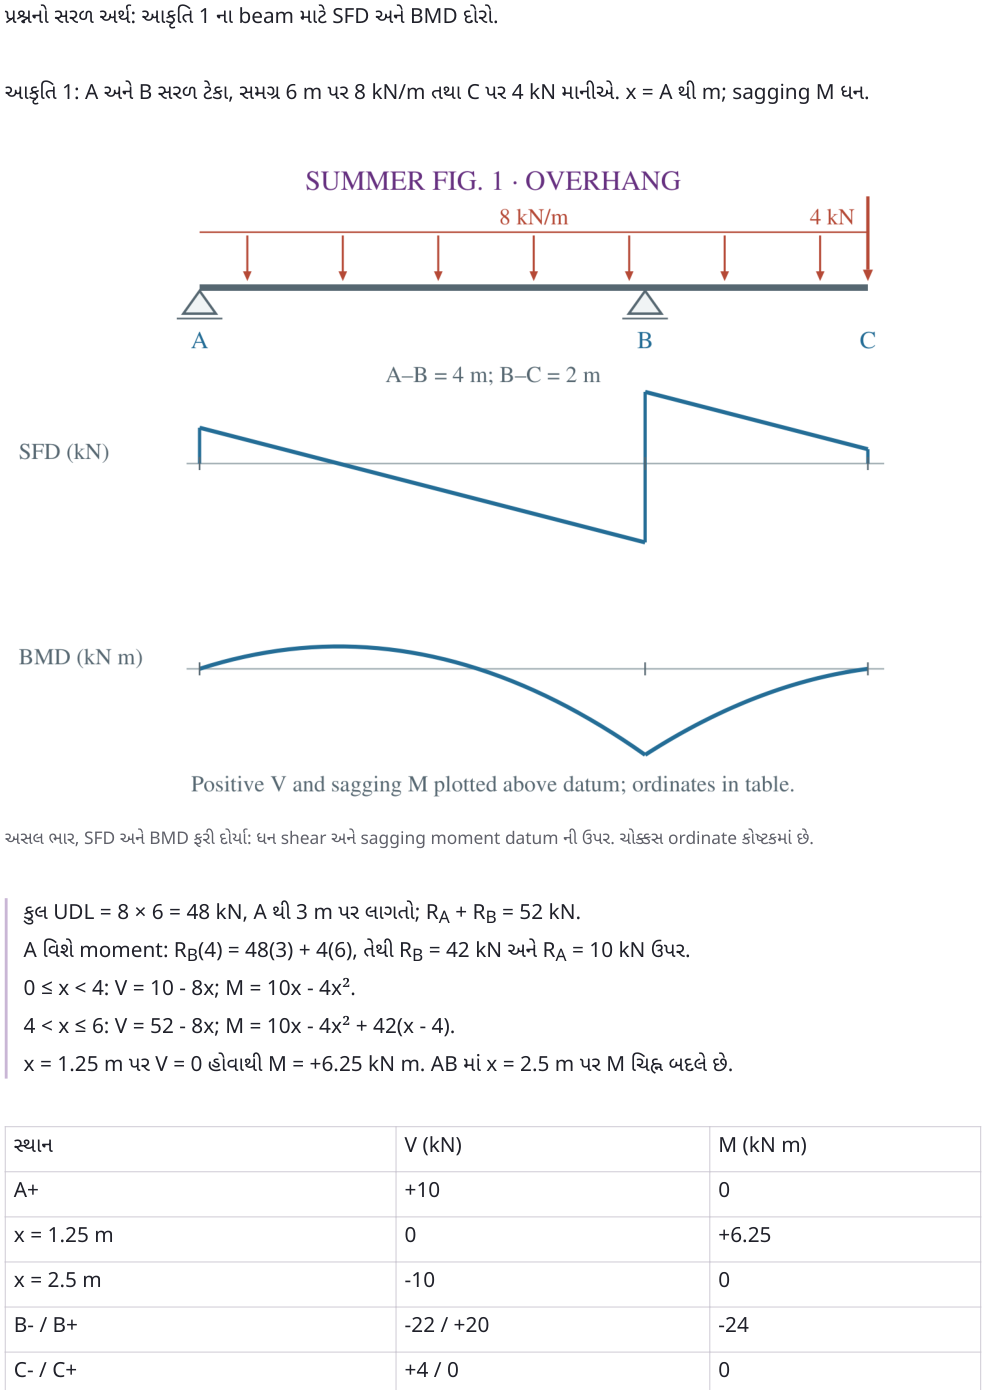 પ્રશ્નનો સરળ અર્થ: આકૃતિ 1 ના beam માટે SFD અને BMD દોરો.
આકૃતિ 1: A અને B સરળ ટેકા, સમગ્ર 6 m પર 8 kN/m તથા C પર 4 kN માનીએ. x = A થી m; sagging M ધન.
SUMMER FIG. 1 · OVERHANG
8 kN/m 4 kN
A B C
A–B = 4 m; B–C = 2 m
SFD (kN)
BMD (kN m)
Positive V and sagging M plotted above datum; ordinates in table.
અસલ ભાર, SFD અને BMD ફરી દોર્યા: ધન shear અને sagging moment datum ની ઉપર. ચોક્કસ ordinate કોષ્ટકમાં છે.
કુલ UDL = 8 × 6 = 48 kN, A થી 3 m પર લાગતો; R_A + R_B = 52 kN.
A વિશે moment: R_B(4) = 48(3) + 4(6), તેથી R_B = 42 kN અને R_A = 10 kN ઉપર.
0 ≤ x < 4: V = 10 - 8x; M = 10x - 4x².
4 < x ≤ 6: V = 52 - 8x; M = 10x - 4x² + 42(x - 4).
x = 1.25 m પર V = 0 હોવાથી M = +6.25 kN m. AB માં x = 2.5 m પર M ચિહ્ન બદલે છે.
સ્થાન V (kN) M (kN m)
A+ +10 0
x = 1.25 m 0 +6.25
x = 2.5 m -10 0
B- / B+ -22 / +20 -24
C- / C+ +4 / 0 0